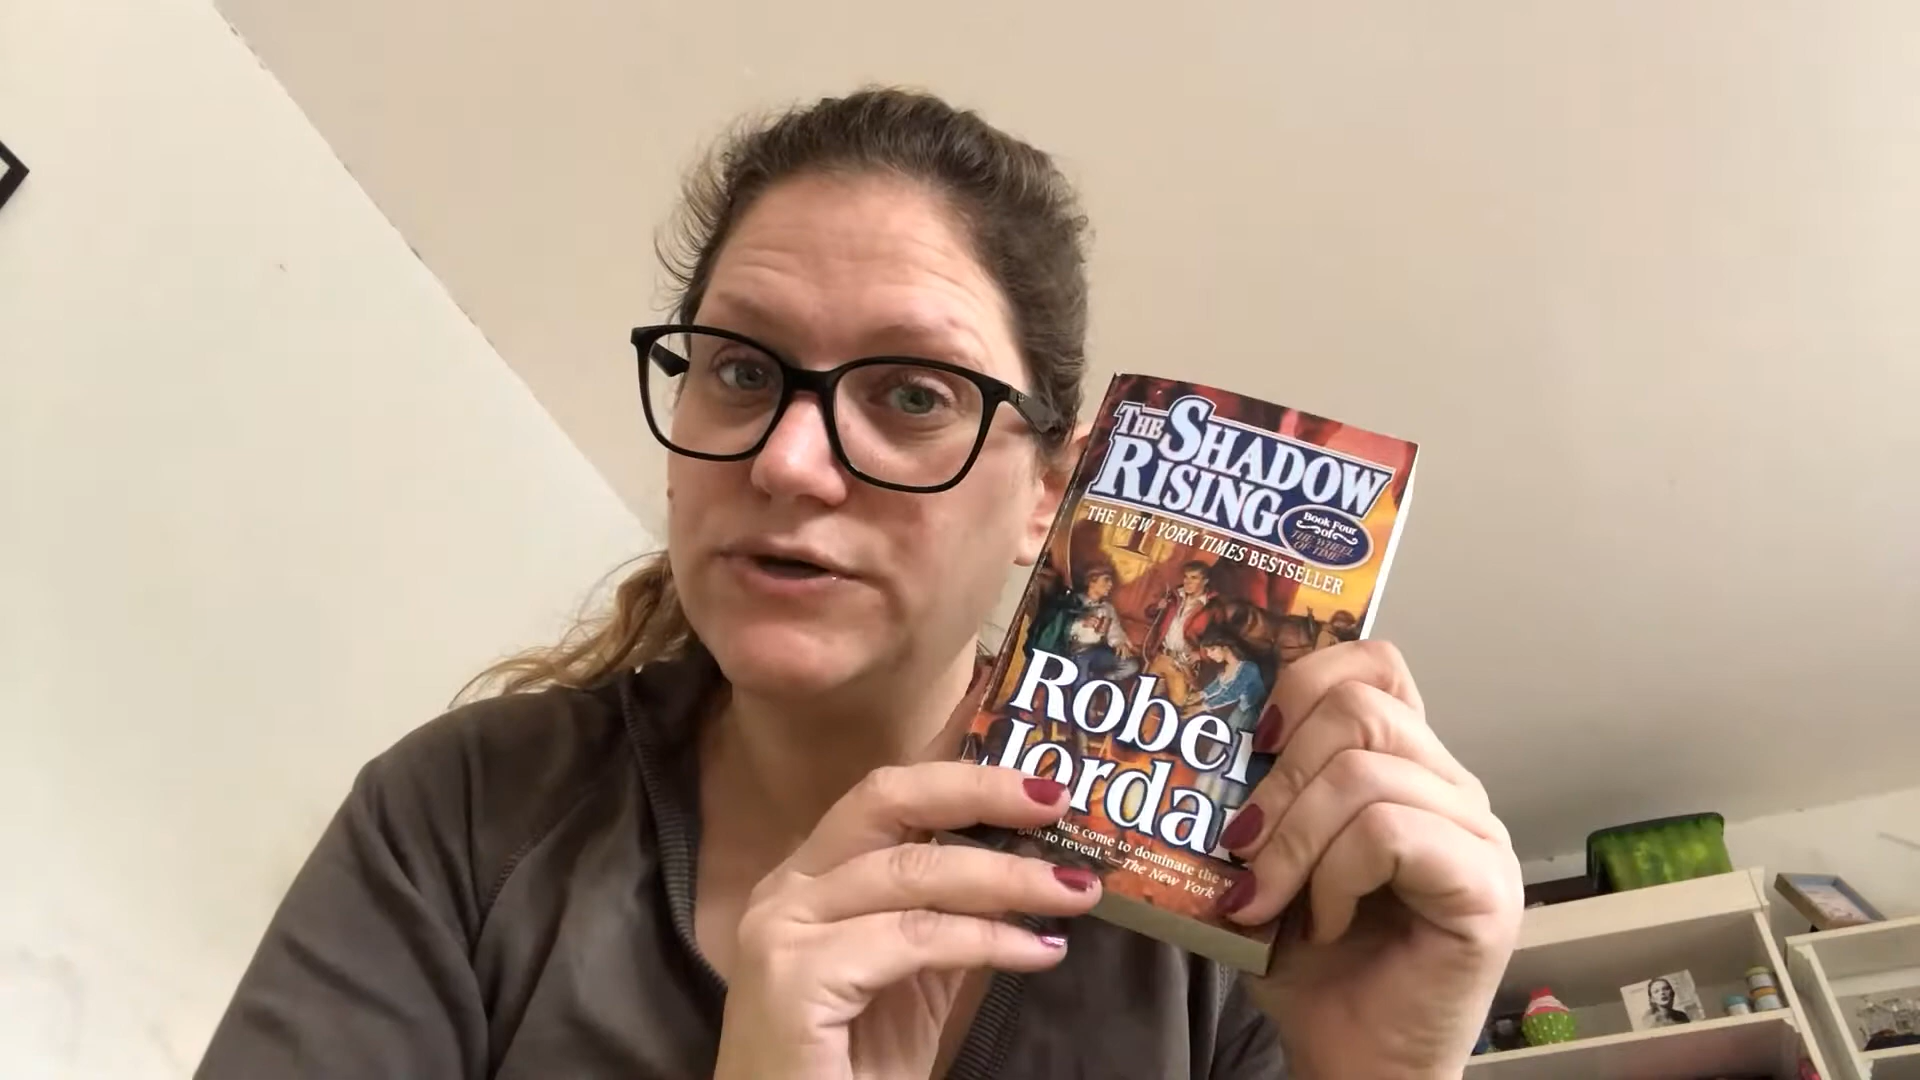 THE SHADOW
RISING
Book Four
of
THE WHEEL
OF TIME
THE NEW YORK TIMES BESTSELLER
Rober
Jordan
has come to dominate the w
to reveal."—The New York